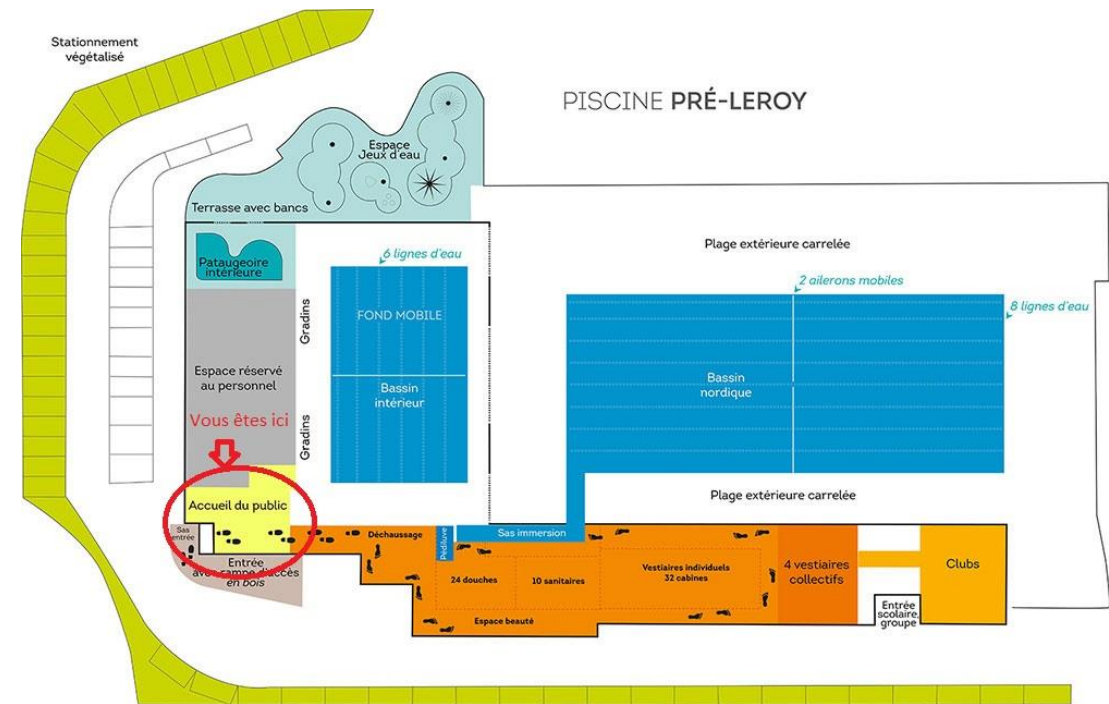 Stationnement
végétalisé
PISCINE PRÉ-LEROY
Espace
Jeux d'eau
Terrasse avec bancs
Pataugeoire
intérieure
6 lignes d'eau
Plage extérieure carrelée
2 ailerons mobiles
8 lignes d'eau
Gradins
FOND MOBILE
Espace réservé
au personnel
Bassin
intérieur
Bassin
nordique
Vous êtes ici
Gradins
Accueil du public
Plage extérieure carrelée
Sas
entrée
Déchaussage
Pédiluve
Sas immersion
Entrée
avec rampe d'accès
en bois
24 douches
10 sanitaires
Vestiaires individuels
32 cabines
4 vestiaires
collectifs
Clubs
Entrée
scolaire,
groupe
Espace beauté